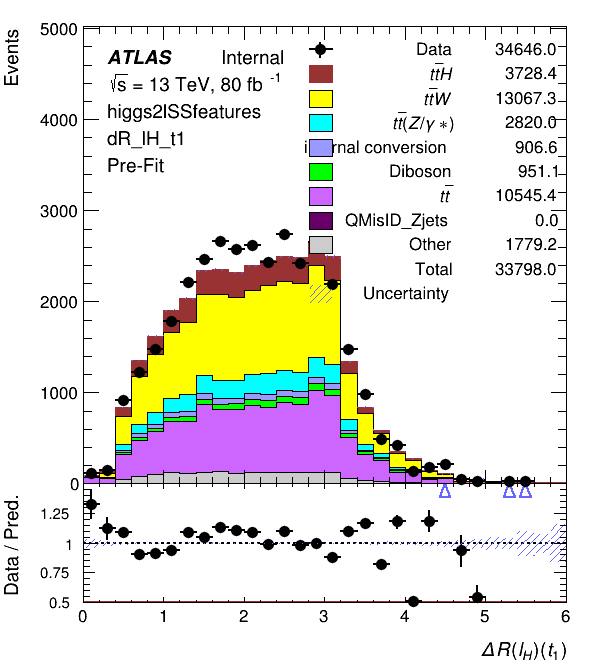 Events
5000
4000
3000
2000
1000
0
ATLAS Internal
√s = 13 TeV, 80 fb⁻¹
higgs2lSSfeatures
dR_lH_t1
Pre-Fit
Data 34646.0
tt̄H 3728.4
tt̄W 13067.3
tt̄(Z/γ*) 2820.0
internal conversion 906.6
Diboson 951.1
tt̄ 10545.4
QMisID_Zjets 0.0
Other 1779.2
Total 33798.0
Uncertainty
Data / Pred.
1.25
1
0.75
0.5
0 1 2 3 4 5 6
ΔR(l_H)(t₁)